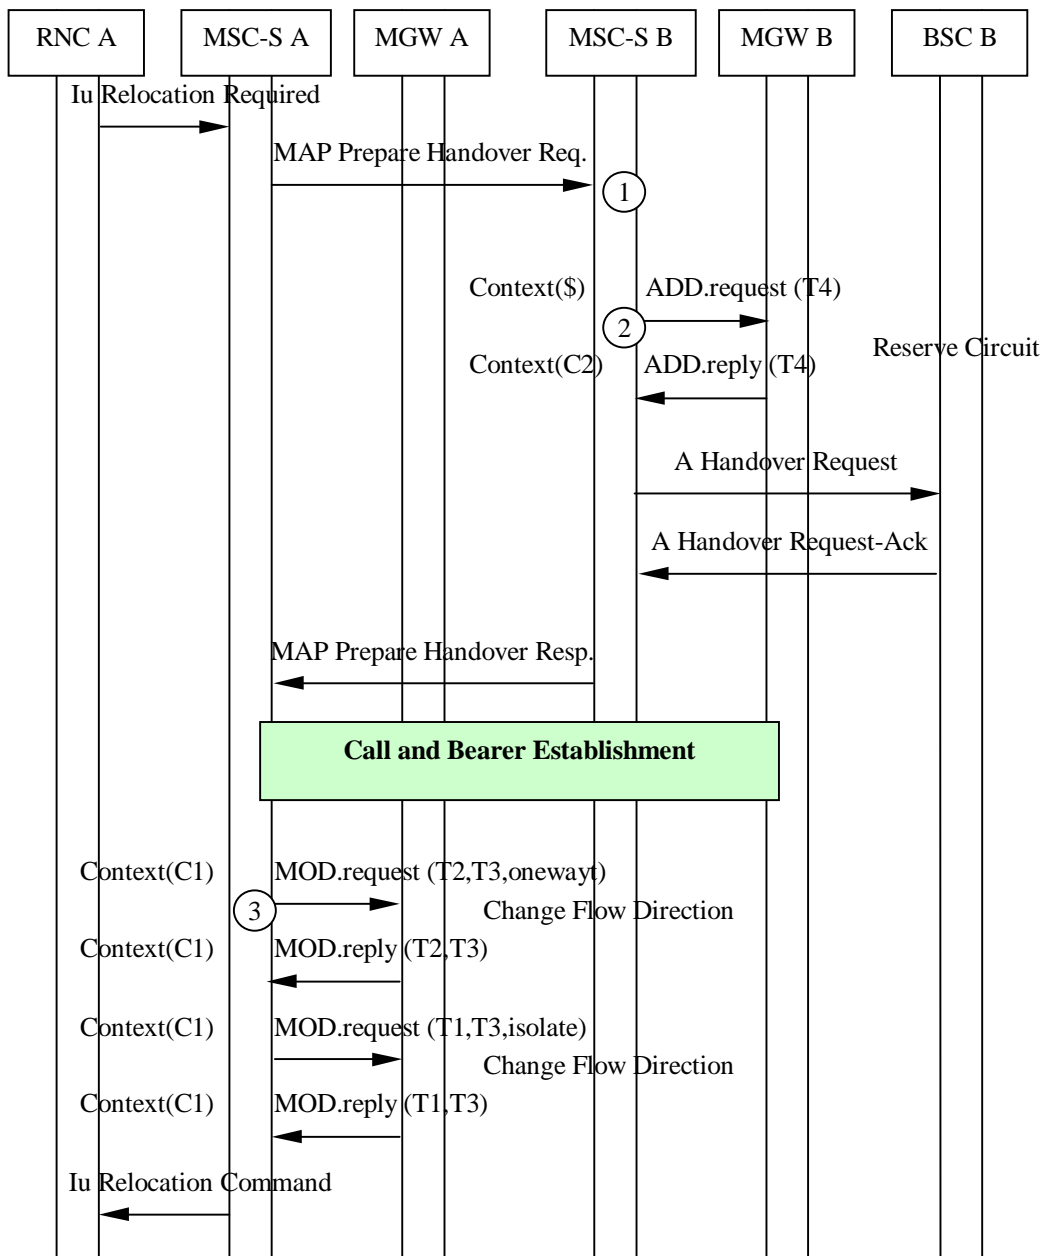 RNC A MSC-S A MGW A MSC-S B MGW B BSC B
Iu Relocation Required
MAP Prepare Handover Req.
1
Context($) ADD.request (T4)
2
Reserve Circuit
Context(C2) ADD.reply (T4)
A Handover Request
A Handover Request-Ack
MAP Prepare Handover Resp.
Call and Bearer Establishment
Context(C1) MOD.request (T2,T3,onewayt)
3
Change Flow Direction
Context(C1) MOD.reply (T2,T3)
Context(C1) MOD.request (T1,T3,isolate)
Change Flow Direction
Context(C1) MOD.reply (T1,T3)
Iu Relocation Command